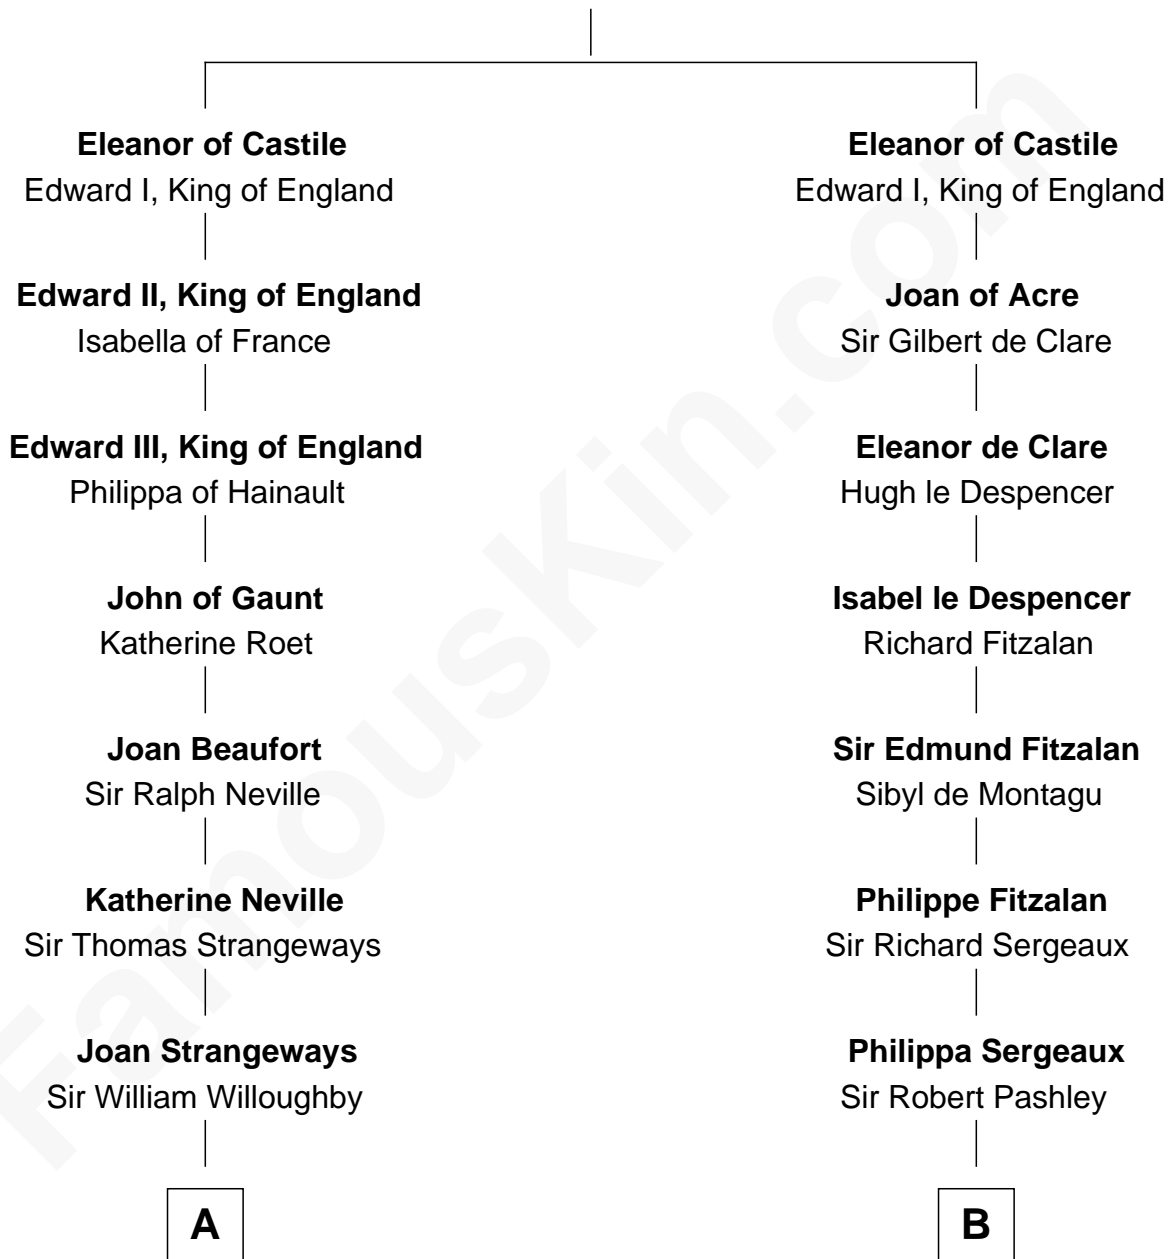 Eleanor of Castile
Edward I, King of England
Edward II, King of England
Isabella of France
Edward III, King of England
Philippa of Hainault
John of Gaunt
Katherine Roet
Joan Beaufort
Sir Ralph Neville
Katherine Neville
Sir Thomas Strangeways
Joan Strangeways
Sir William Willoughby
A
Eleanor of Castile
Edward I, King of England
Joan of Acre
Sir Gilbert de Clare
Eleanor de Clare
Hugh le Despencer
Isabel le Despencer
Richard Fitzalan
Sir Edmund Fitzalan
Sibyl de Montagu
Philippe Fitzalan
Sir Richard Sergeaux
Philippa Sergeaux
Sir Robert Pashley
B
FamousKin.com